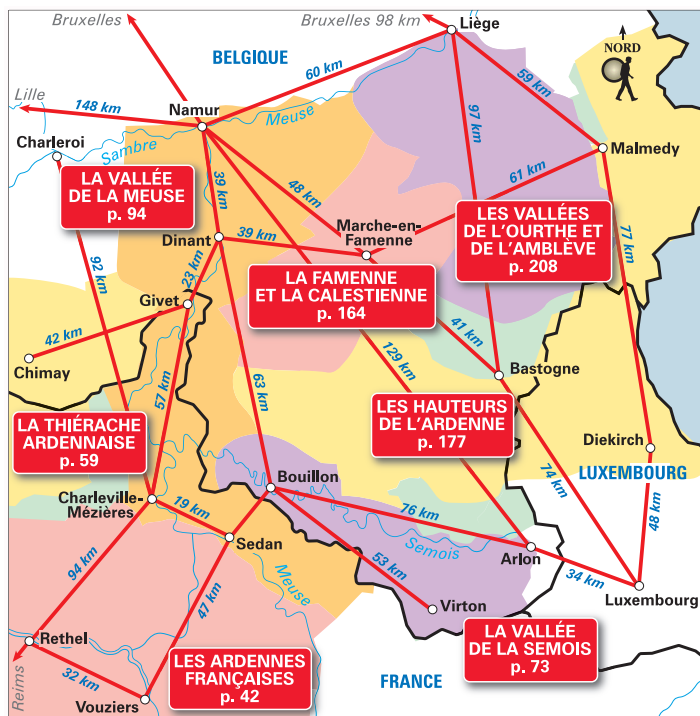 Bruxelles
Bruxelles 98 km
Liège
NORD
BELGIQUE
60 km
59 km
Lille
148 km
Namur
Meuse
97 km
Charleroi
Sambre
Malmedy
61 km
LA VALLÉE
DE LA MEUSE
p. 94
39 km
48 km
Marche-en-
Famenne
LES VALLÉES
DE L'OURTHE ET
DE L'AMBLÈVE
p. 208
77 km
Dinant
39 km
92 km
23 km
LA FAMENNE
ET LA CALESTIENNE
p. 164
Givet
42 km
41 km
129 km
Chimay
Bastogne
63 km
57 km
LA THIÉRACHE
ARDENNAISE
p. 59
LES HAUTEURS
DE L'ARDENNE
p. 177
Diekirch
LUXEMBOURG
Bouillon
74 km
Charleville-
Mézières
19 km
76 km
48 km
Sedan
Semois
Arlon
94 km
53 km
34 km
Meuse
47 km
Luxembourg
Virton
Rethel
LA VALLÉE
DE LA SEMOIS
p. 73
LES ARDENNES
FRANÇAISES
p. 42
32 km
Reims
FRANCE
Vouziers